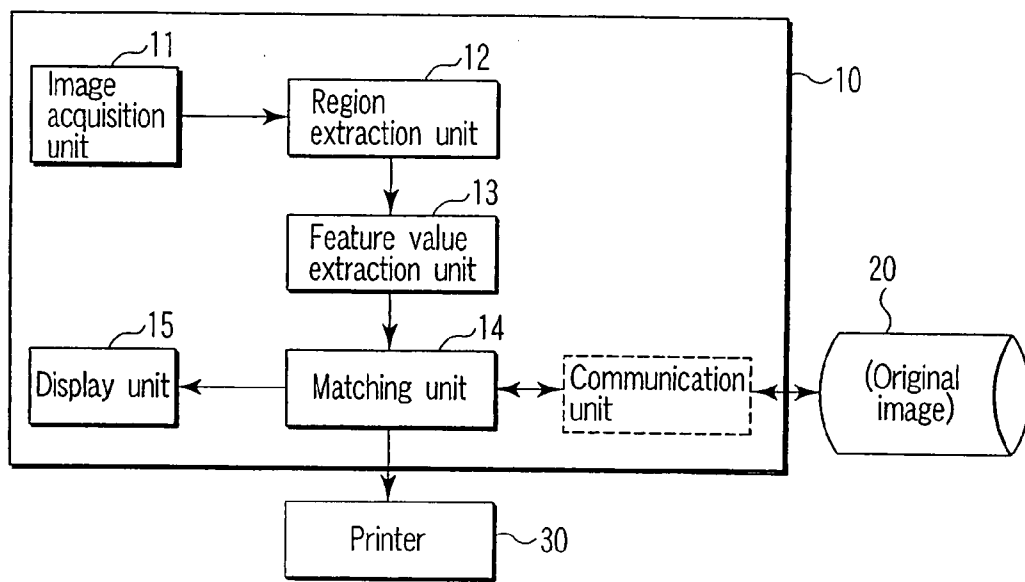 11
Image
acquisition
unit
12
Region
extraction unit
10
13
Feature value
extraction unit
15
Display unit
14
Matching unit
Communication
unit
20
(Original
image)
Printer
30